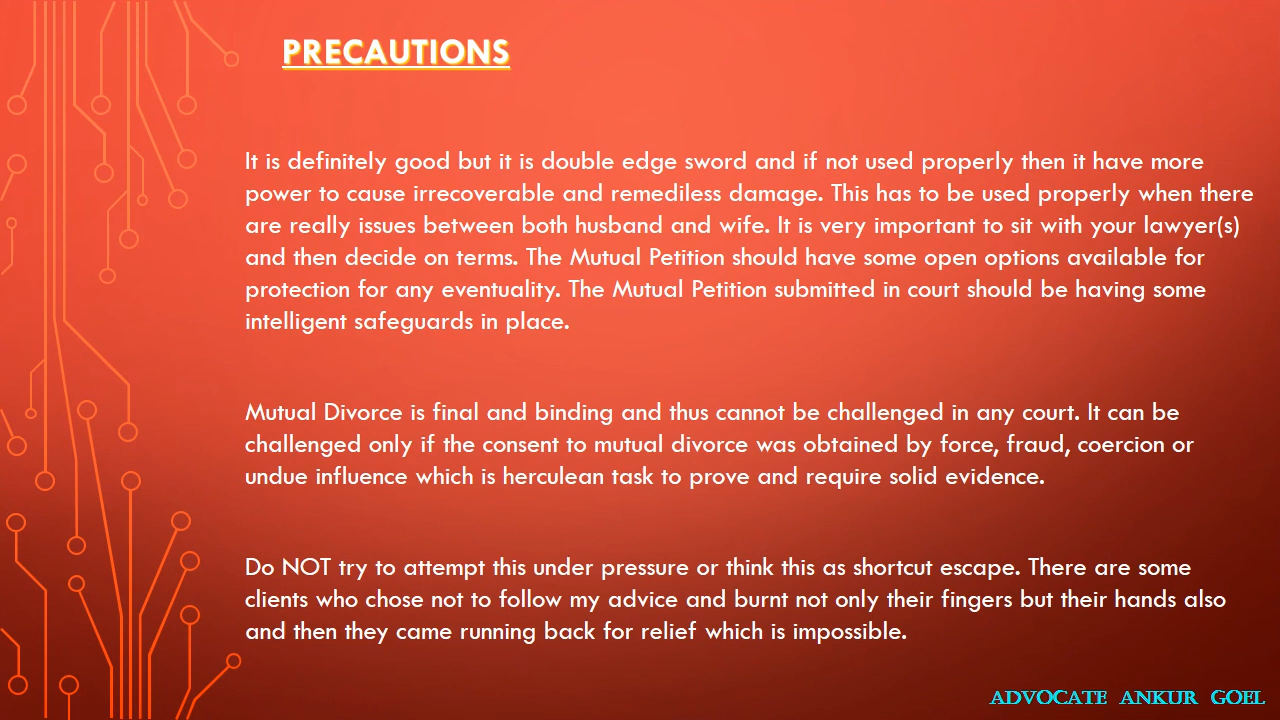 PRECAUTIONS
It is definitely good but it is double edge sword and if not used properly then it have more
power to cause irrecoverable and remediless damage. This has to be used properly when there
are really issues between both husband and wife. It is very important to sit with your lawyer(s)
and then decide on terms. The Mutual Petition should have some open options available for
protection for any eventuality. The Mutual Petition submitted in court should be having some
intelligent safeguards in place.
Mutual Divorce is final and binding and thus cannot be challenged in any court. It can be
challenged only if the consent to mutual divorce was obtained by force, fraud, coercion or
undue influence which is herculean task to prove and require solid evidence.
Do NOT try to attempt this under pressure or think this as shortcut escape. There are some
clients who chose not to follow my advice and burnt not only their fingers but their hands also
and then they came running back for relief which is impossible.
ADVOCATE ANKUR GOEL